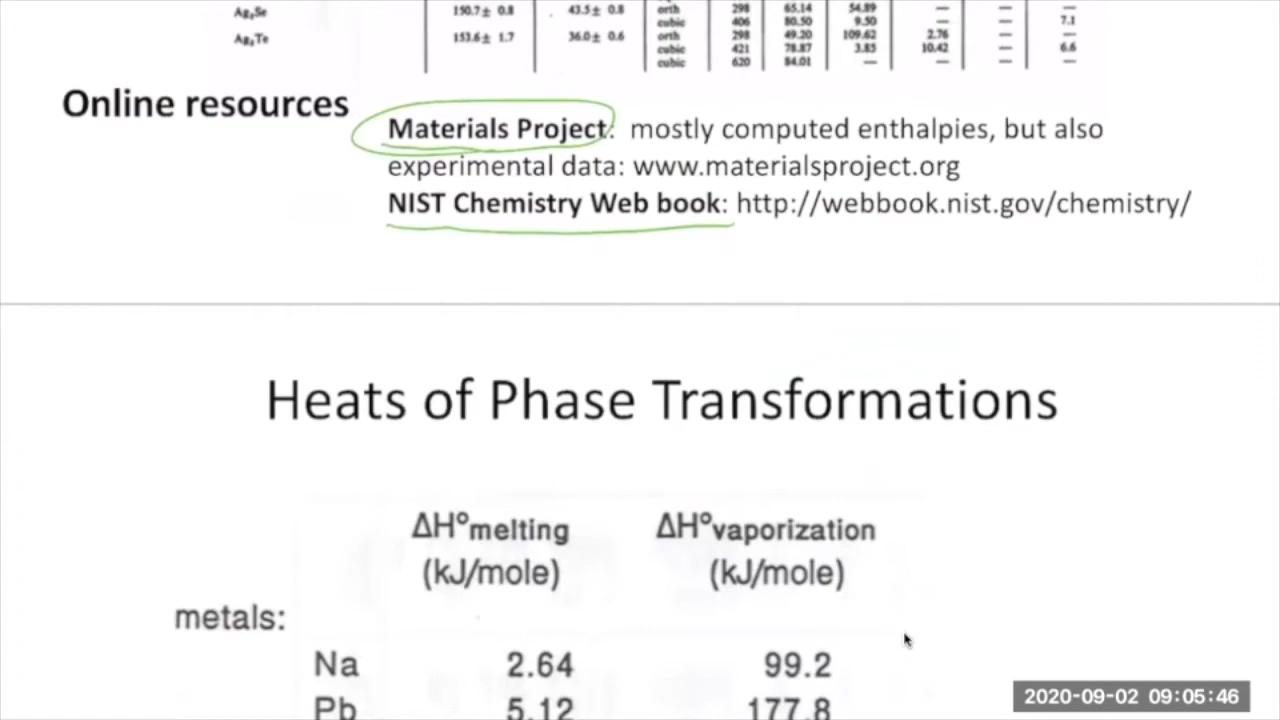 Ag₂Se 150.7± 0.8 43.5± 0.8 orth 298 65.14 54.89 — — —
cubic 406 80.50 9.50 — — 7.1
Ag₂Te 153.6± 1.7 36.0± 0.6 orth 298 49.20 109.62 2.76 — —
cubic 421 78.87 3.85 10.42 — 6.6
cubic 620 84.01 — — — —
Online resources
Materials Project: mostly computed enthalpies, but also
experimental data: www.materialsproject.org
NIST Chemistry Web book: http://webbook.nist.gov/chemistry/
Heats of Phase Transformations
ΔH°melting ΔH°vaporization
(kJ/mole) (kJ/mole)
metals:
Na 2.64 99.2
Pb 5.12 177.8
2020-09-02 09:05:46